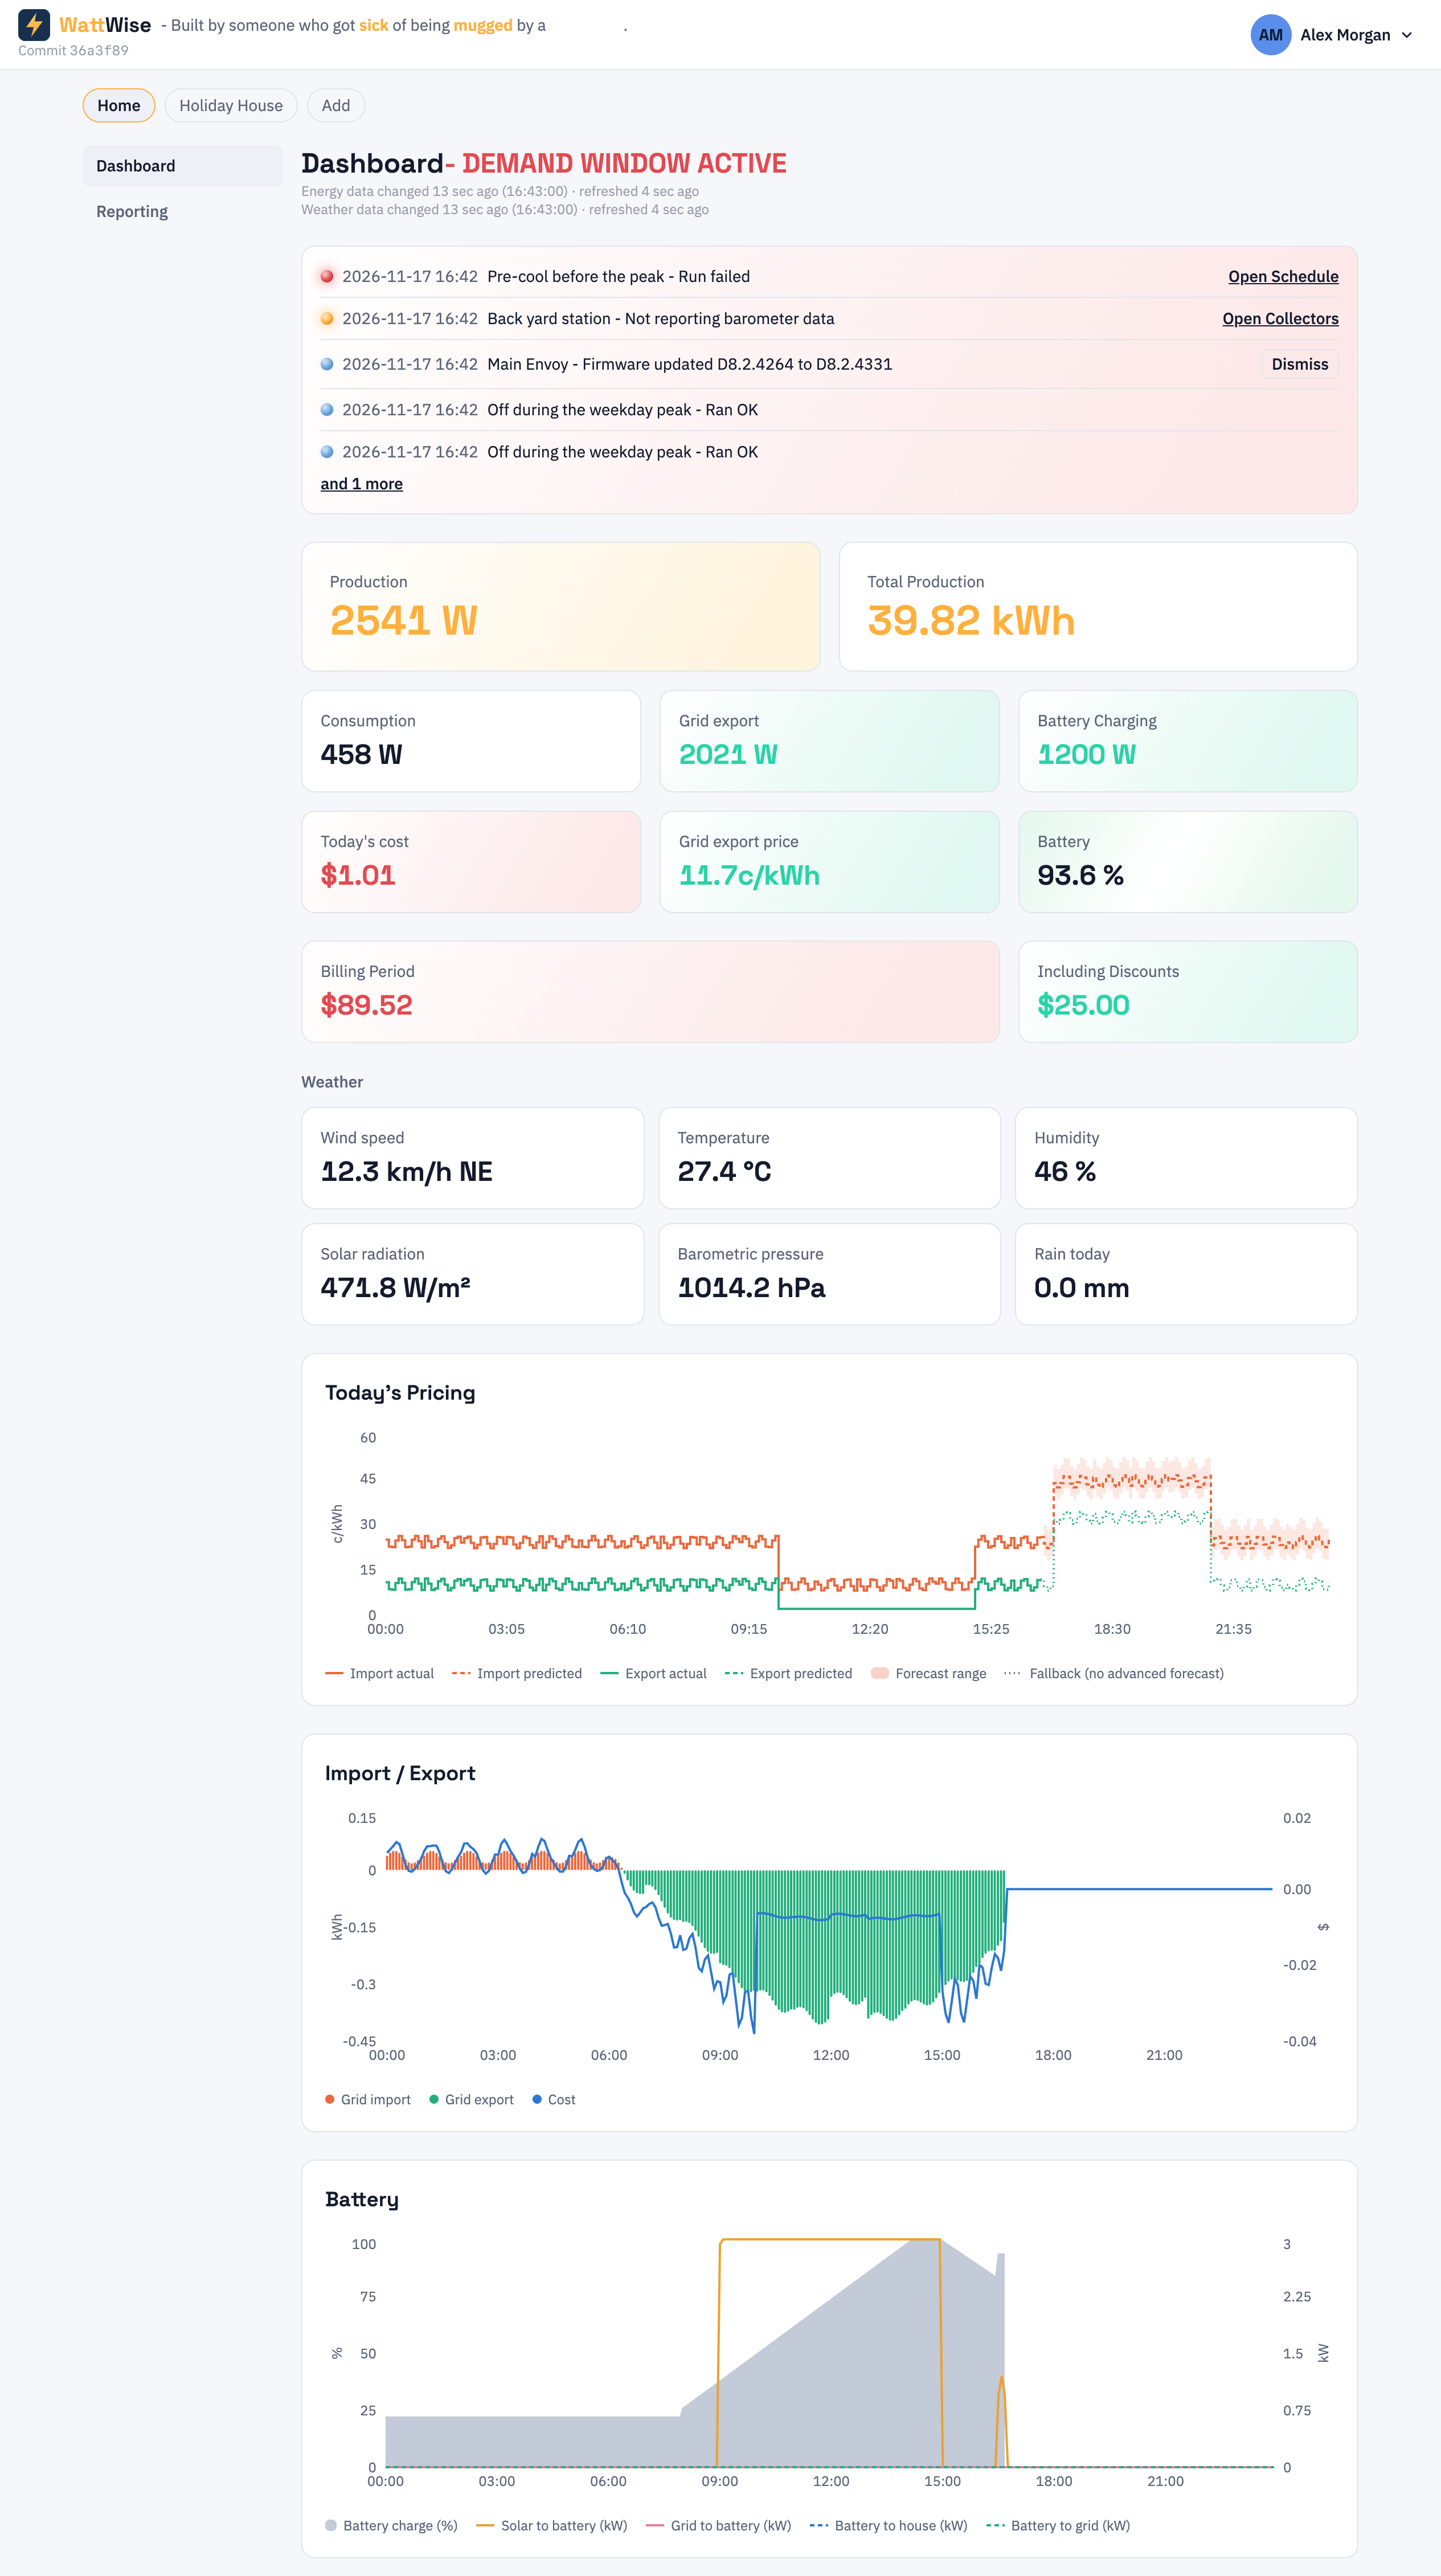 WattWise - Built by someone who got sick of being mugged by a .
Commit 36a3f89
AM Alex Morgan
Home
Holiday House
Add
Dashboard
Reporting
Dashboard- DEMAND WINDOW ACTIVE
Energy data changed 13 sec ago (16:43:00) · refreshed 4 sec ago
Weather data changed 13 sec ago (16:43:00) · refreshed 4 sec ago
2026-11-17 16:42 Pre-cool before the peak - Run failed Open Schedule
2026-11-17 16:42 Back yard station - Not reporting barometer data Open Collectors
2026-11-17 16:42 Main Envoy - Firmware updated D8.2.4264 to D8.2.4331 Dismiss
2026-11-17 16:42 Off during the weekday peak - Ran OK
2026-11-17 16:42 Off during the weekday peak - Ran OK
and 1 more
Production
2541 W
Total Production
39.82 kWh
Consumption
458 W
Grid export
2021 W
Battery Charging
1200 W
Today's cost
$1.01
Grid export price
11.7c/kWh
Battery
93.6 %
Billing Period
$89.52
Including Discounts
$25.00
Weather
Wind speed
12.3 km/h NE
Temperature
27.4 °C
Humidity
46 %
Solar radiation
471.8 W/m²
Barometric pressure
1014.2 hPa
Rain today
0.0 mm
Today's Pricing
c/kWh
60
45
30
15
0
00:00 03:05 06:10 09:15 12:20 15:25 18:30 21:35
Import actual Import predicted Export actual Export predicted Forecast range Fallback (no advanced forecast)
Import / Export
kWh
0.15
0
-0.15
-0.3
-0.45
0.02
0.00
-0.02
-0.04
$
00:00 03:00 06:00 09:00 12:00 15:00 18:00 21:00
Grid import Grid export Cost
Battery
%
100
75
50
25
0
3
2.25
1.5
0.75
0
kW
00:00 03:00 06:00 09:00 12:00 15:00 18:00 21:00
Battery charge (%) Solar to battery (kW) Grid to battery (kW) Battery to house (kW) Battery to grid (kW)